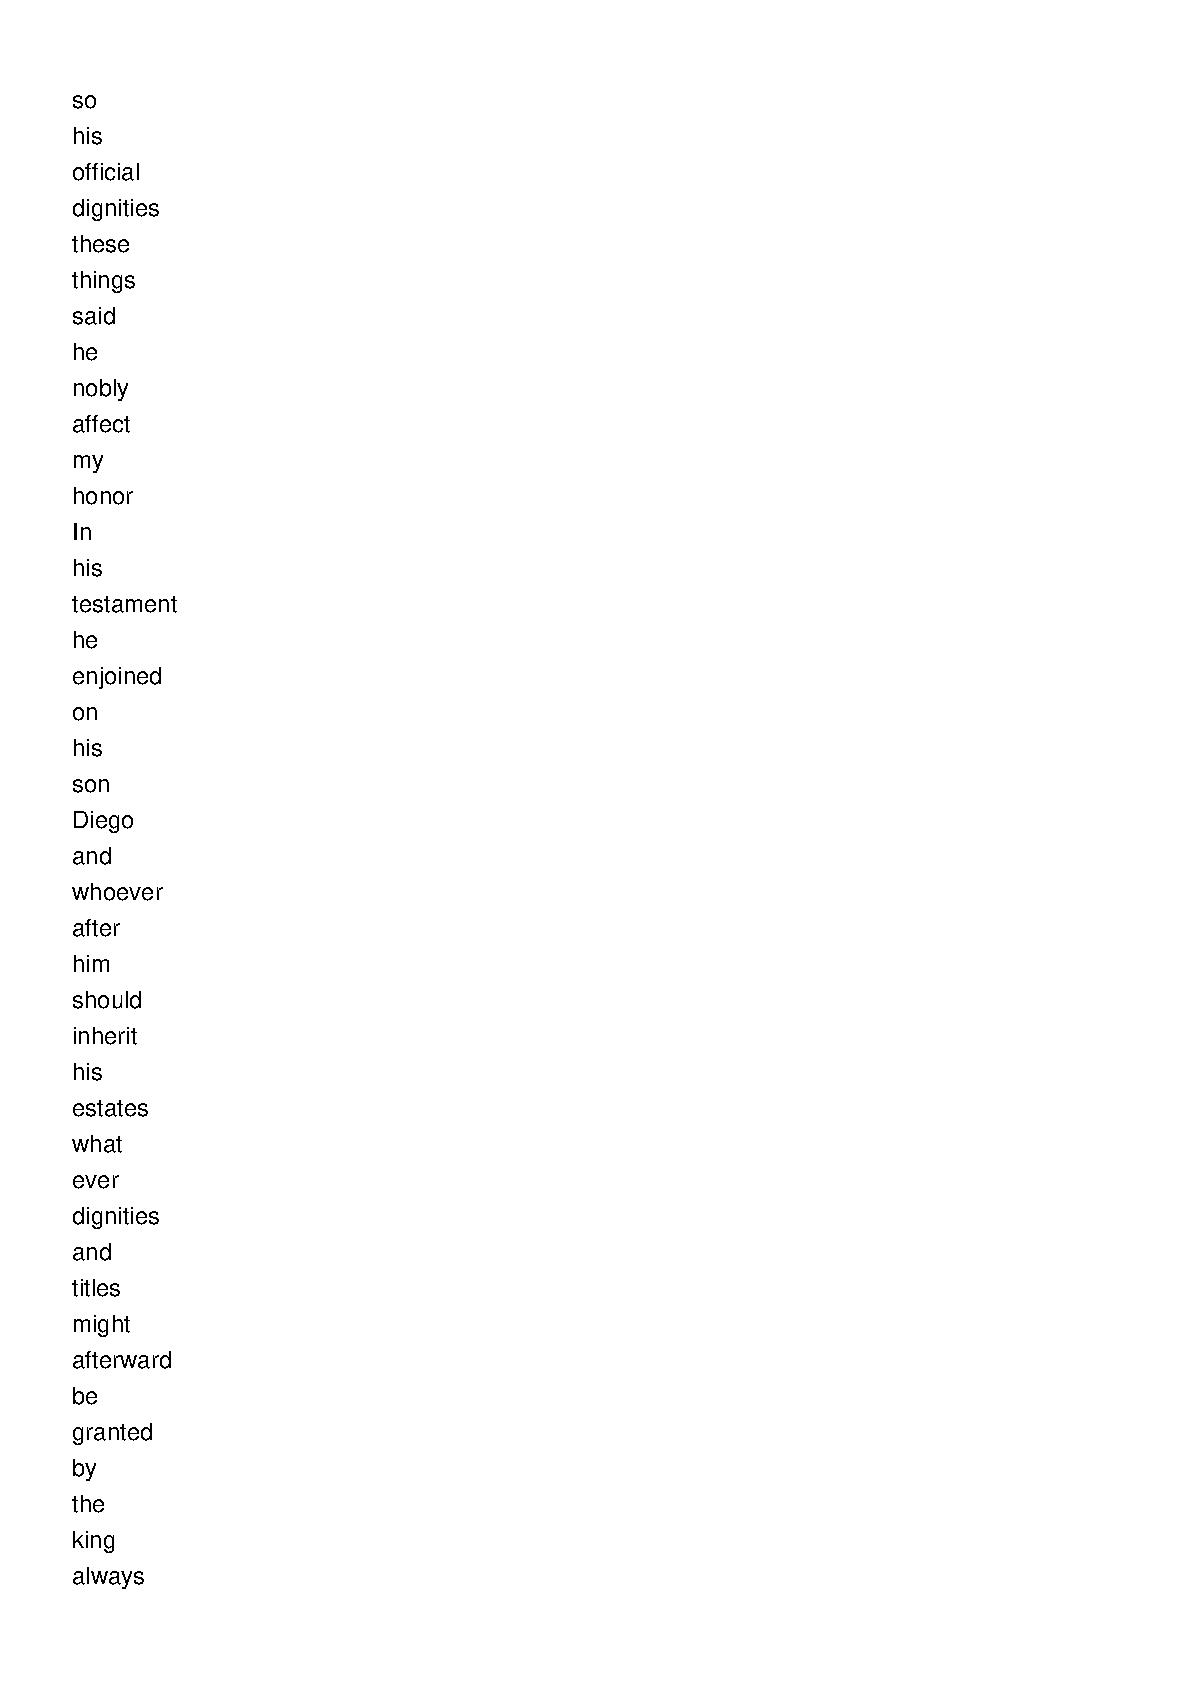 so
his
official
dignities
these
things
said
he
nobly
affect
my
honor
In
his
testament
he
enjoined
on
his
son
Diego
and
whoever
after
him
should
inherit
his
estates
what
ever
dignities
and
titles
might
afterward
be
granted
by
the
king
always